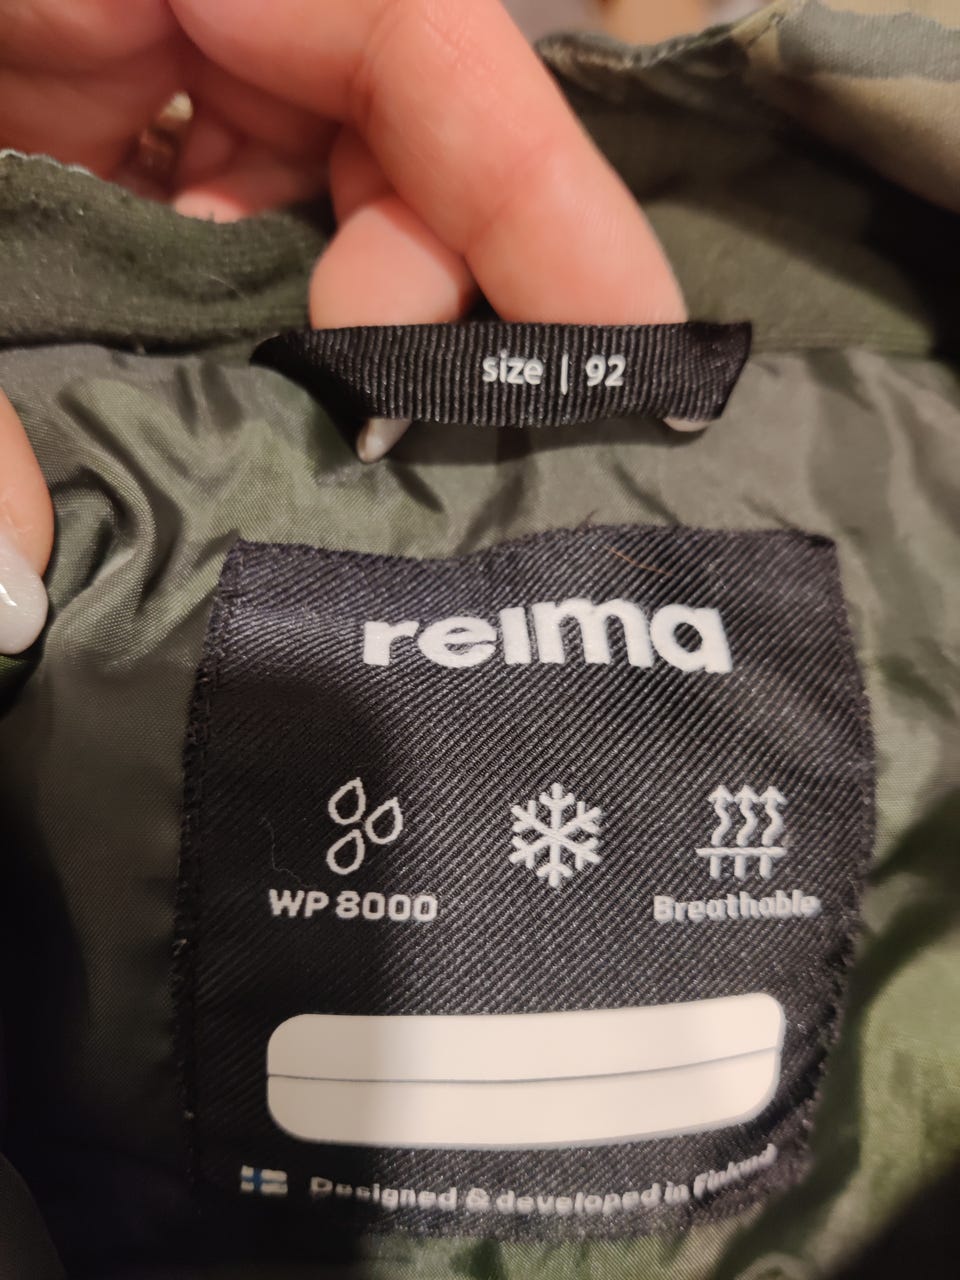 size | 92
reima
WP 8000
Breathable
Designed & developed in Finland